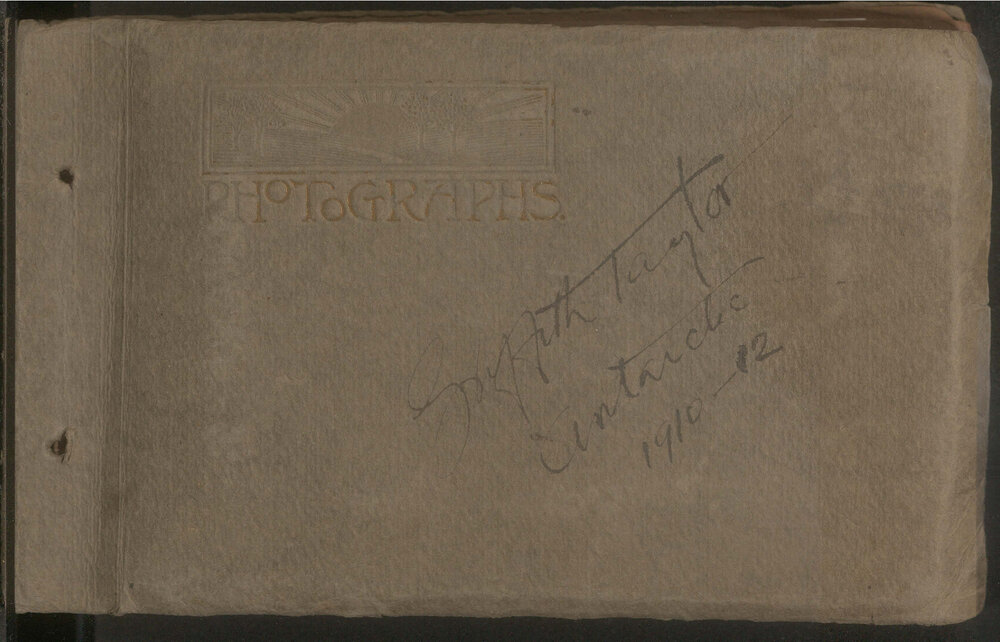 PHOTOGRAPHS.
Griffith Taylor
Antarctic
1910-12